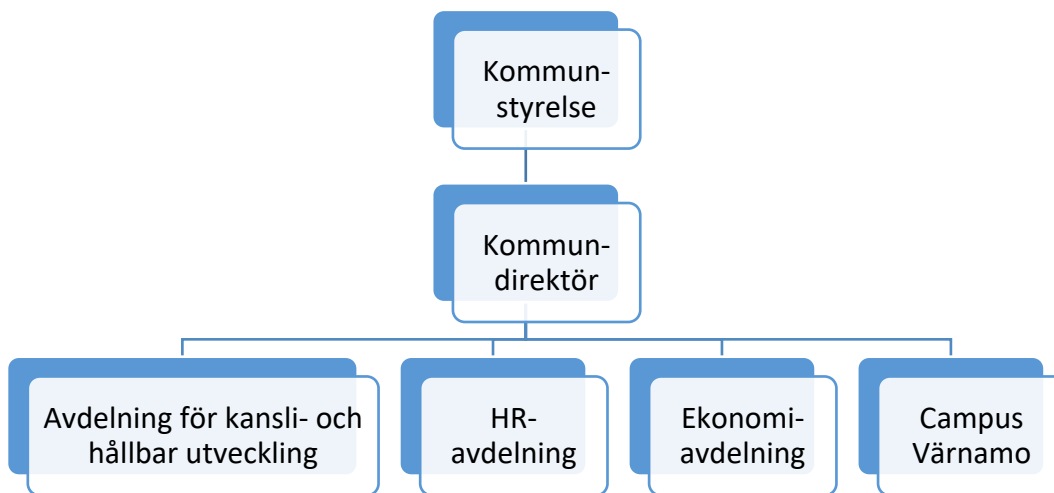 Kommun-
styrelse
Kommun-
direktör
Avdelning för kansli- och
hållbar utveckling
HR-
avdelning
Ekonomi-
avdelning
Campus
Värnamo